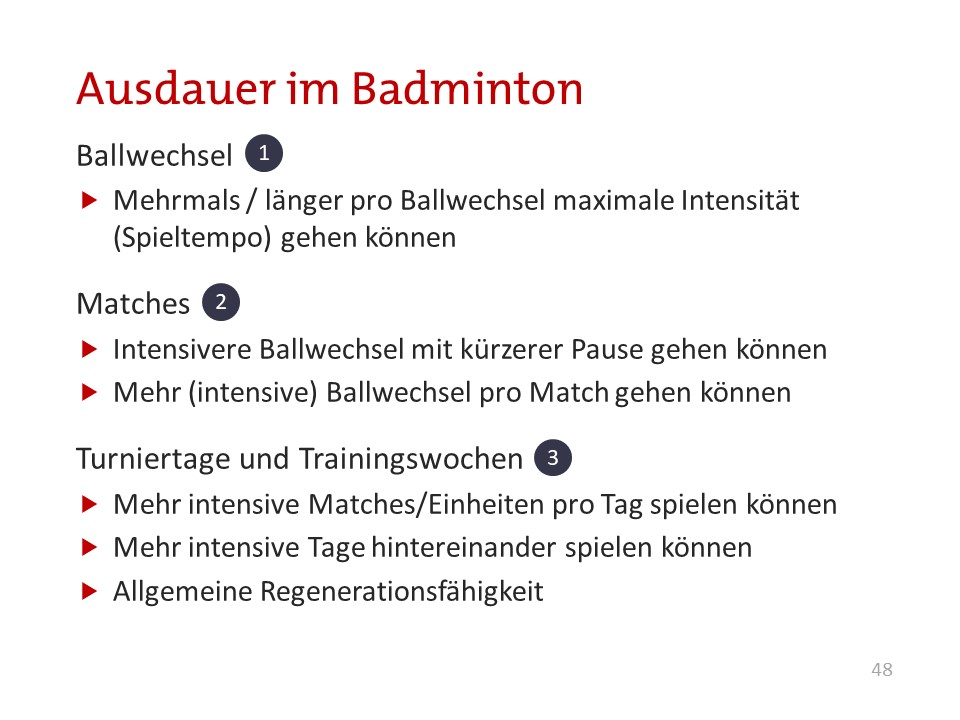 Ausdauer im Badminton
Ballwechsel 1
Mehrmals / länger pro Ballwechsel maximale Intensität
(Spieltempo) gehen können
Matches 2
Intensivere Ballwechsel mit kürzerer Pause gehen können
Mehr (intensive) Ballwechsel pro Match gehen können
Turniertage und Trainingswochen 3
Mehr intensive Matches/Einheiten pro Tag spielen können
Mehr intensive Tage hintereinander spielen können
Allgemeine Regenerationsfähigkeit
48